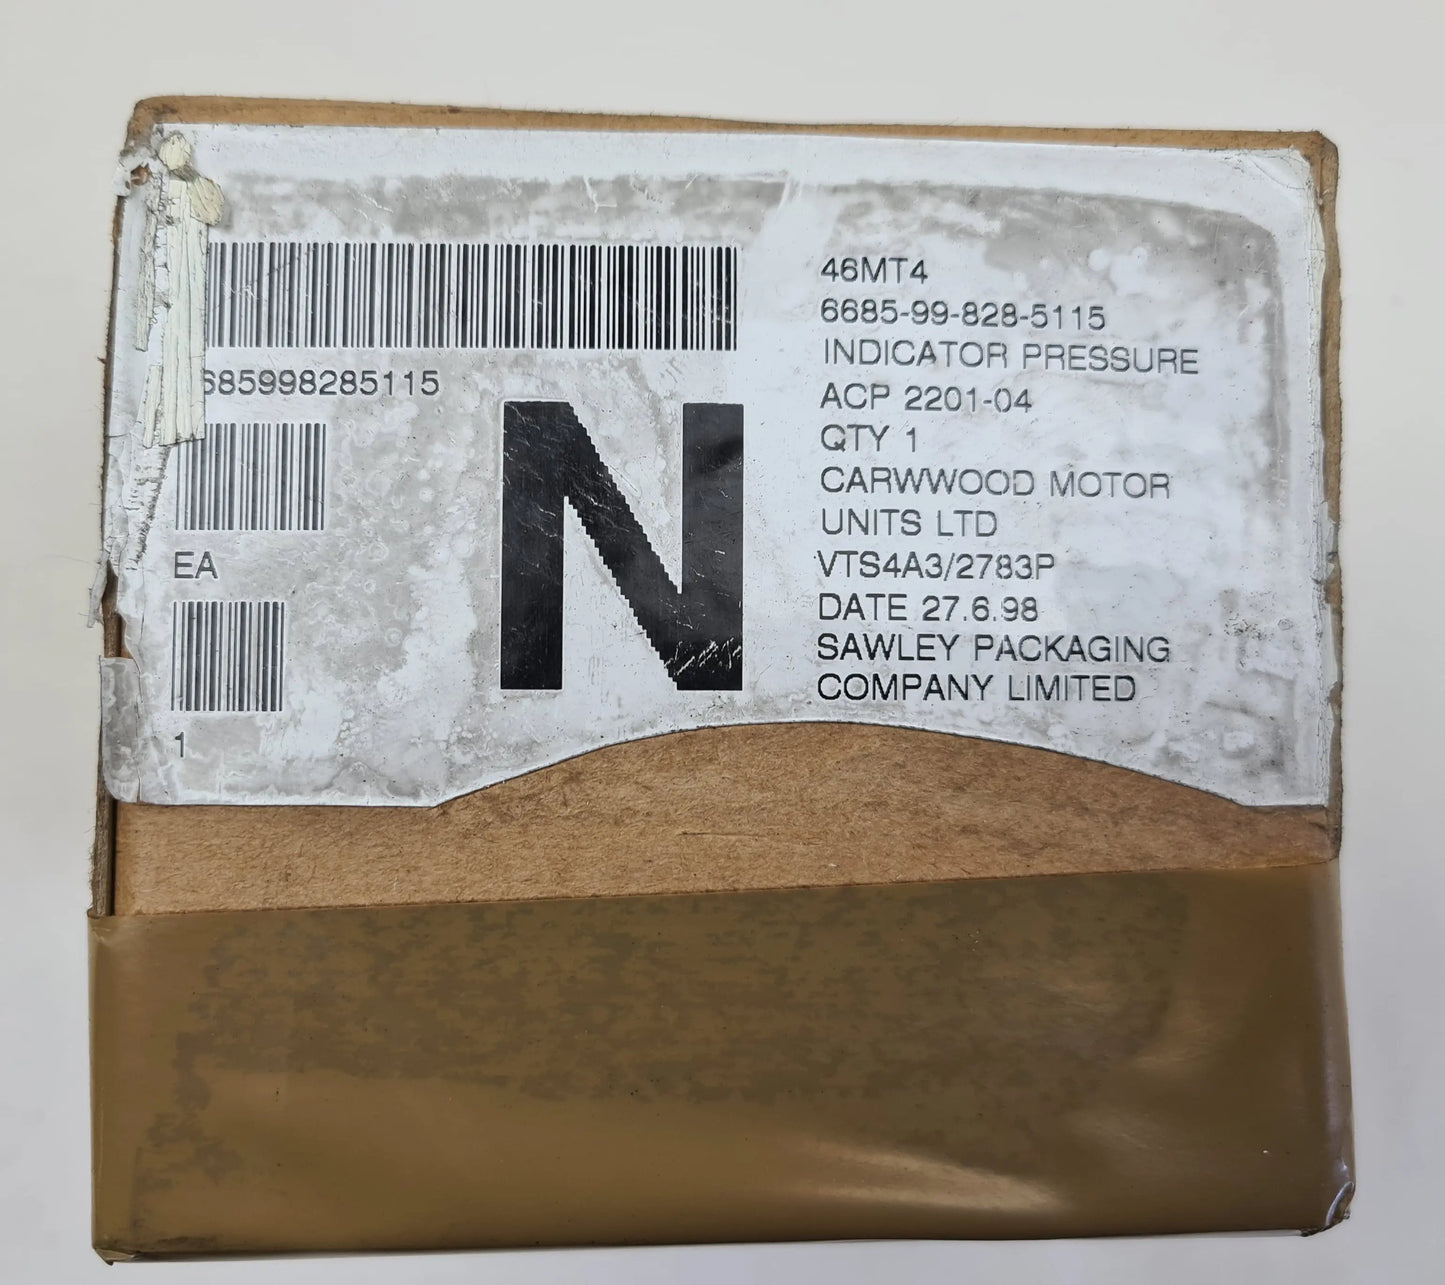 685998285115
EA
1
N
46MT4
6685-99-828-5115
INDICATOR PRESSURE
ACP 2201-04
QTY 1
CARWWOOD MOTOR
UNITS LTD
VTS4A3/2783P
DATE 27.6.98
SAWLEY PACKAGING
COMPANY LIMITED